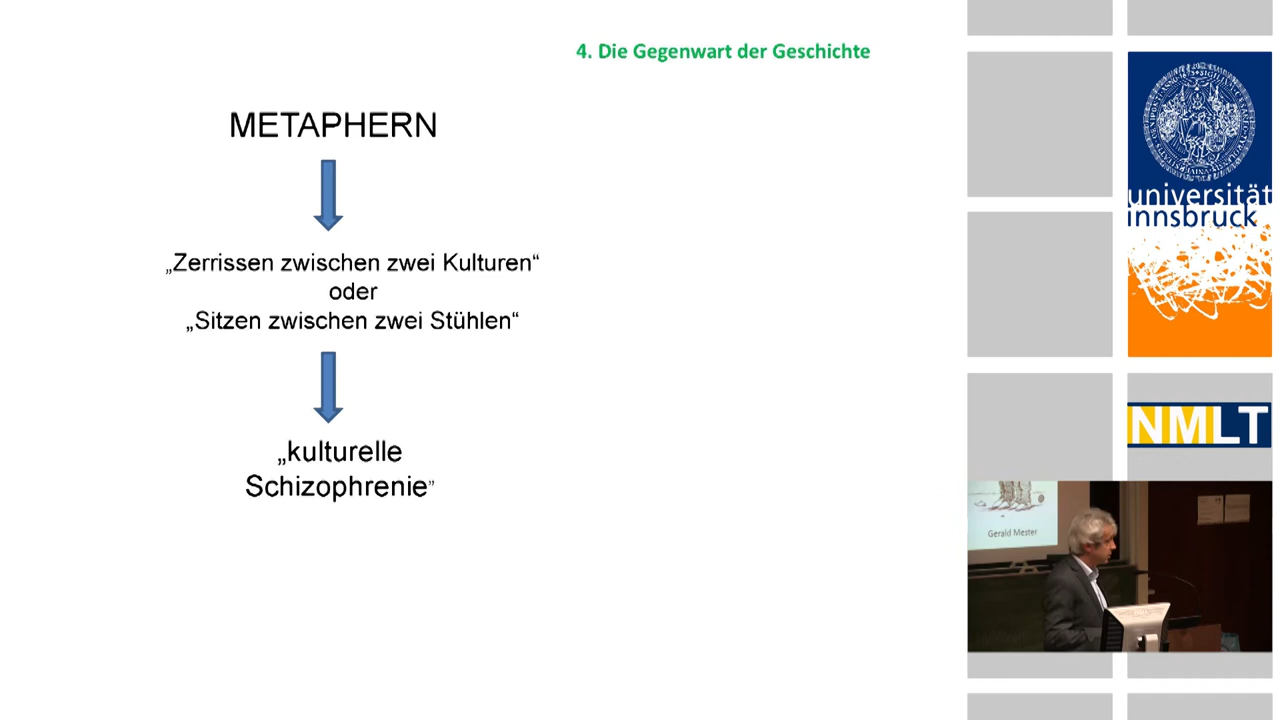 4. Die Gegenwart der Geschichte
METAPHERN
„Zerrissen zwischen zwei Kulturen“
oder
„Sitzen zwischen zwei Stühlen“
„kulturelle
Schizophrenie”
universität
innsbruck
NMLT
Gerald Mester